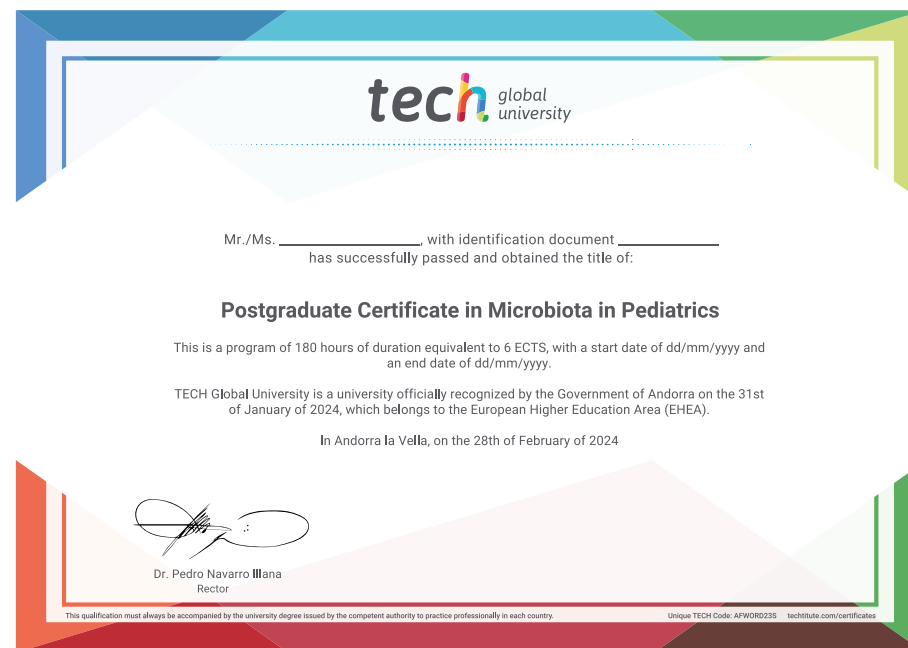 tech global university
Mr./Ms. ____________________, with identification document ______________
has successfully passed and obtained the title of:
Postgraduate Certificate in Microbiota in Pediatrics
This is a program of 180 hours of duration equivalent to 6 ECTS, with a start date of dd/mm/yyyy and
an end date of dd/mm/yyyy.
TECH Global University is a university officially recognized by the Government of Andorra on the 31st
of January of 2024, which belongs to the European Higher Education Area (EHEA).
In Andorra la Vella, on the 28th of February of 2024
Dr. Pedro Navarro Illana
Rector
This qualification must always be accompanied by the university degree issued by the competent authority to practice professionally in each country.
Unique TECH Code: AFWORD23S techtitute.com/certificates